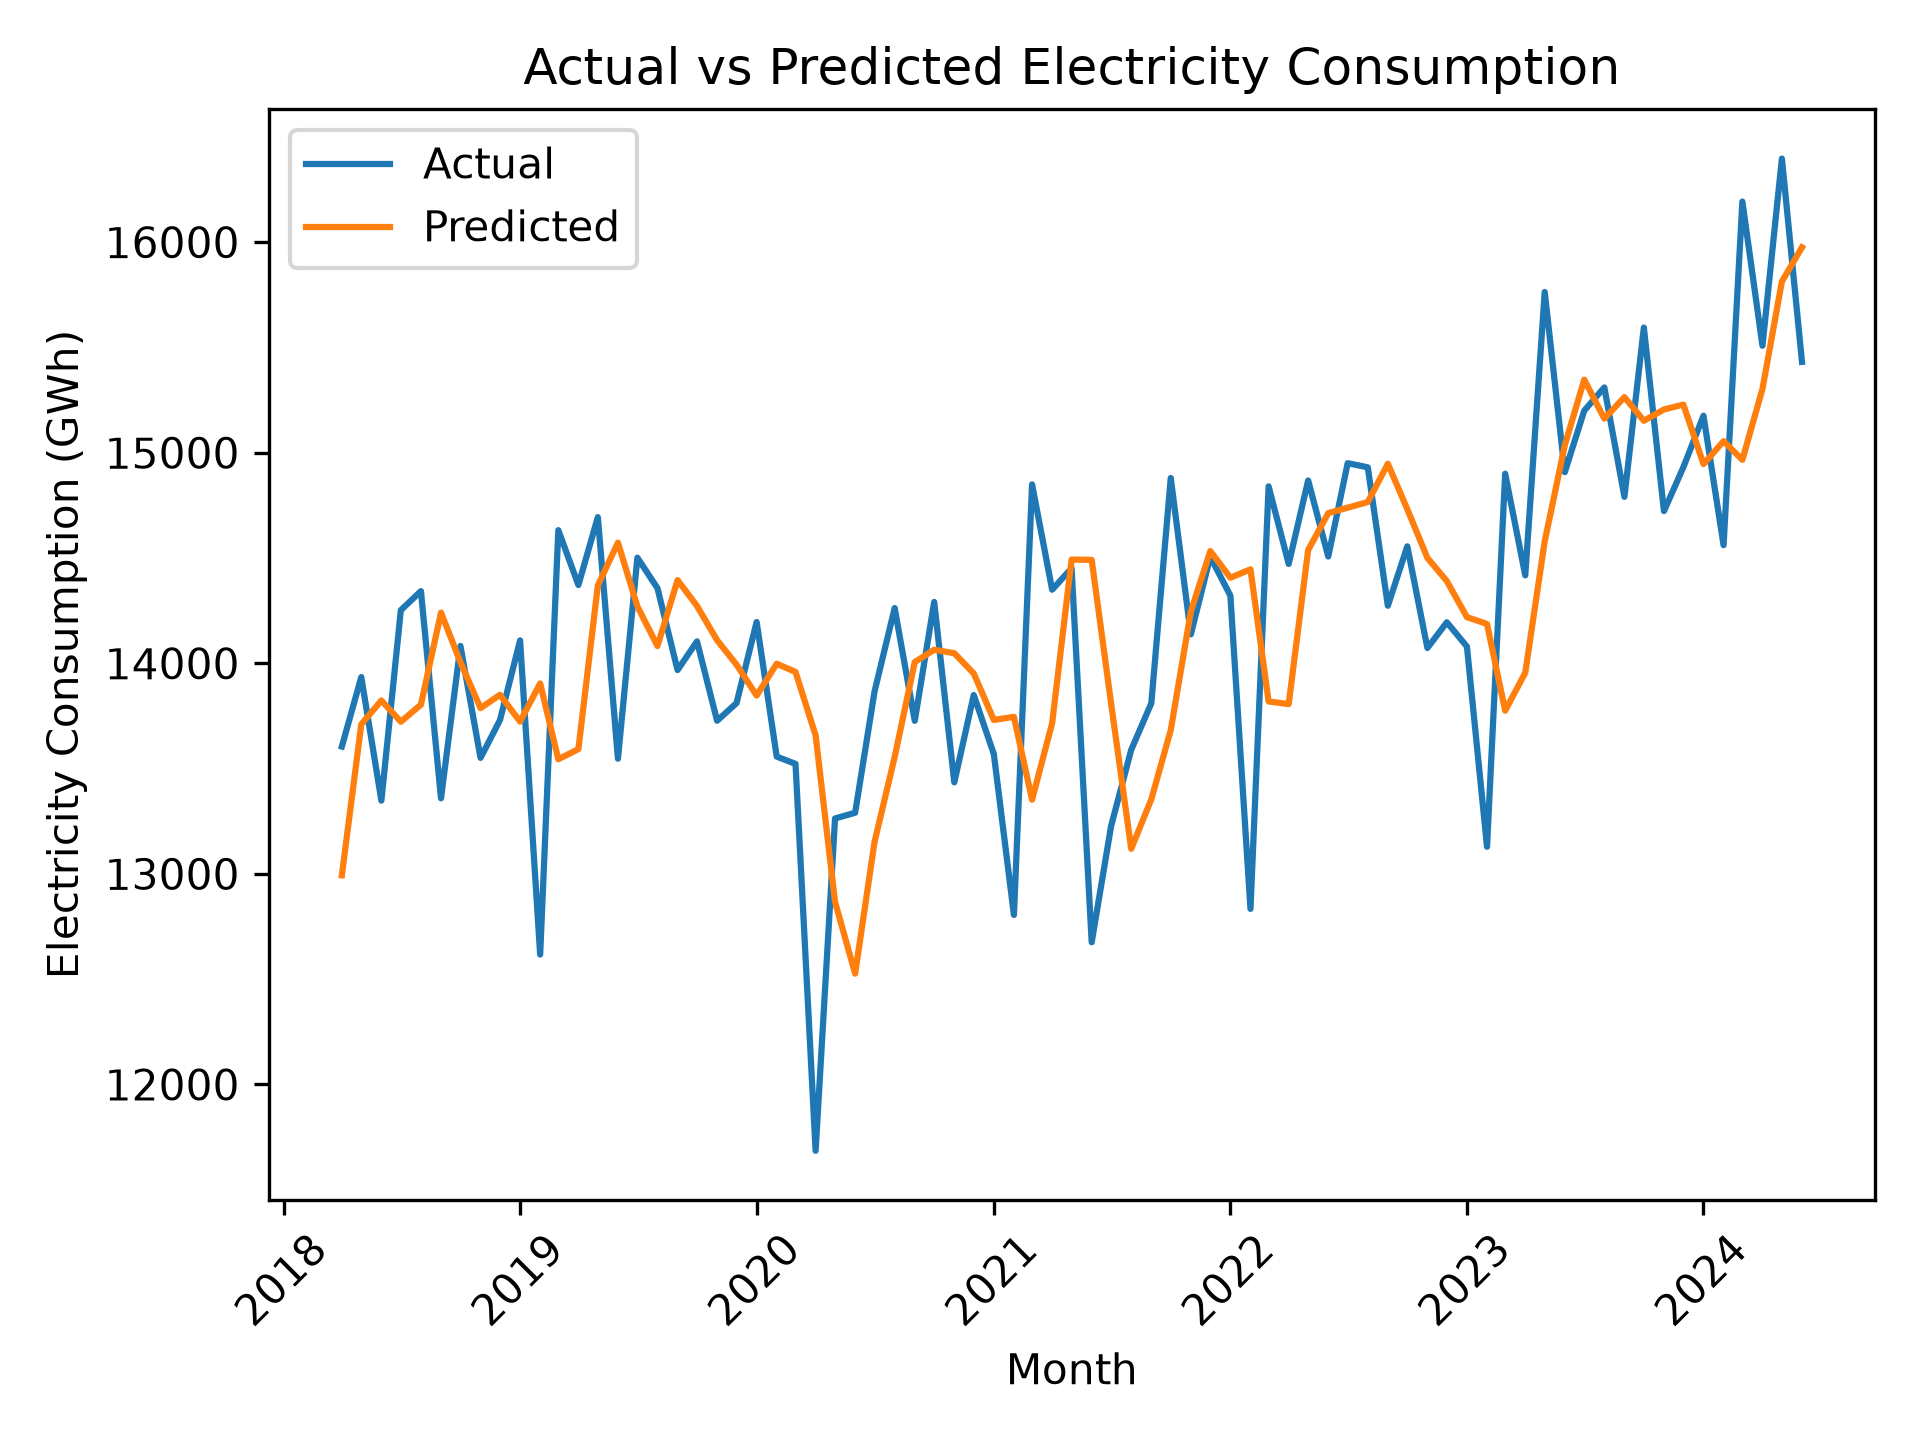 Actual vs Predicted Electricity Consumption
Actual
Predicted
Electricity Consumption (GWh)
16000
15000
14000
13000
12000
2018
2019
2020
2021
2022
2023
2024
Month